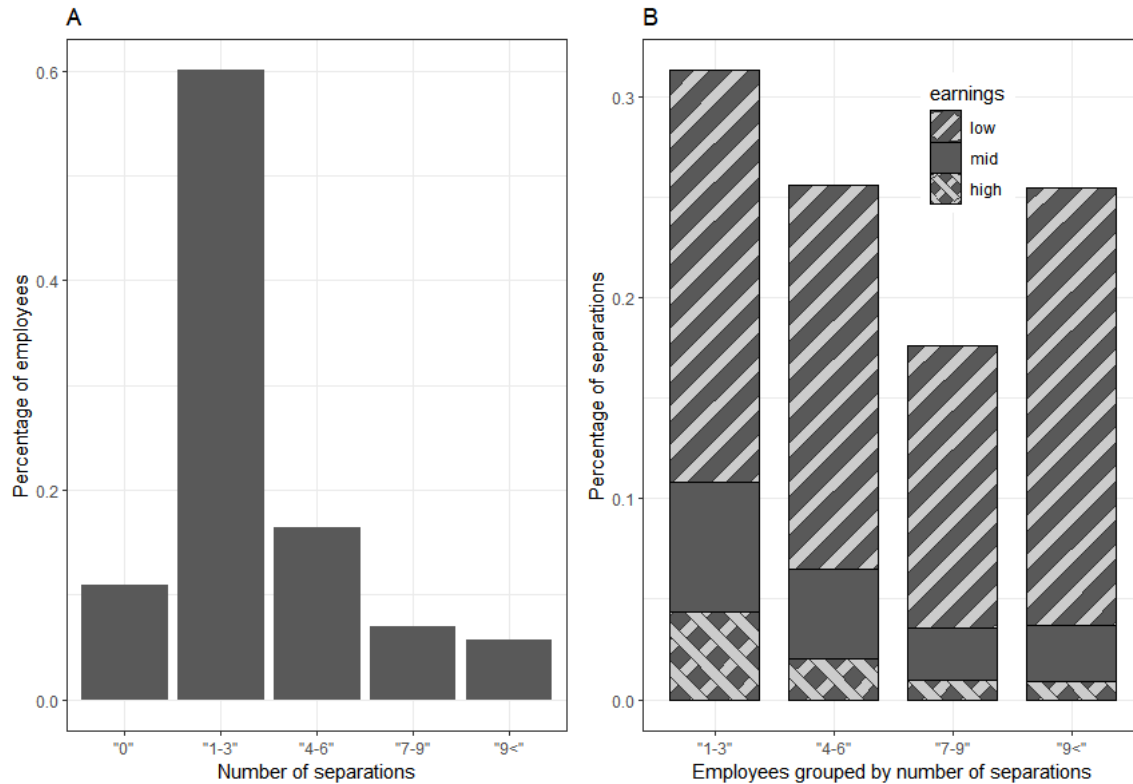 A
Percentage of employees
0.6
0.4
0.2
0.0
"0" "1-3" "4-6" "7-9" "9<"
Number of separations
B
Percentage of separations
0.3
0.2
0.1
0.0
earnings
low
mid
high
"1-3" "4-6" "7-9" "9<"
Employees grouped by number of separations